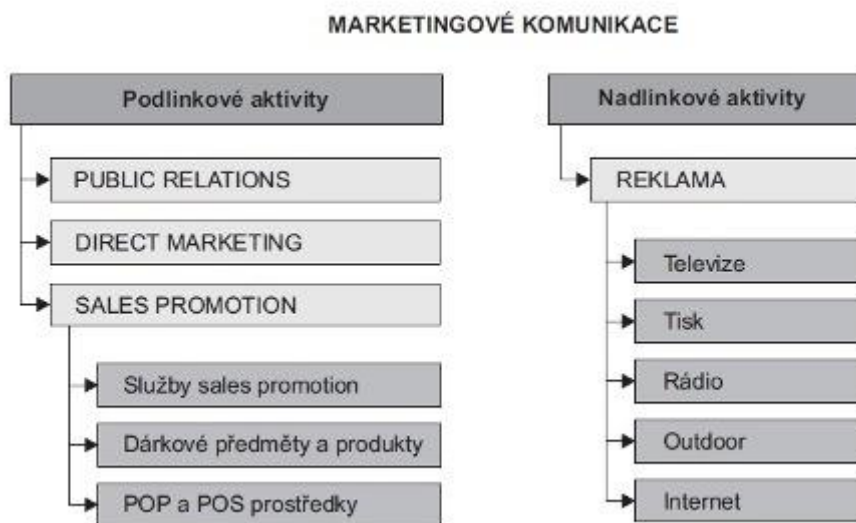 MARKETINGOVÉ KOMUNIKACE
Podlinkové aktivity
PUBLIC RELATIONS
DIRECT MARKETING
SALES PROMOTION
Služby sales promotion
Dárkové předměty a produkty
POP a POS prostředky
Nadlinkové aktivity
REKLAMA
Televize
Tisk
Rádio
Outdoor
Internet